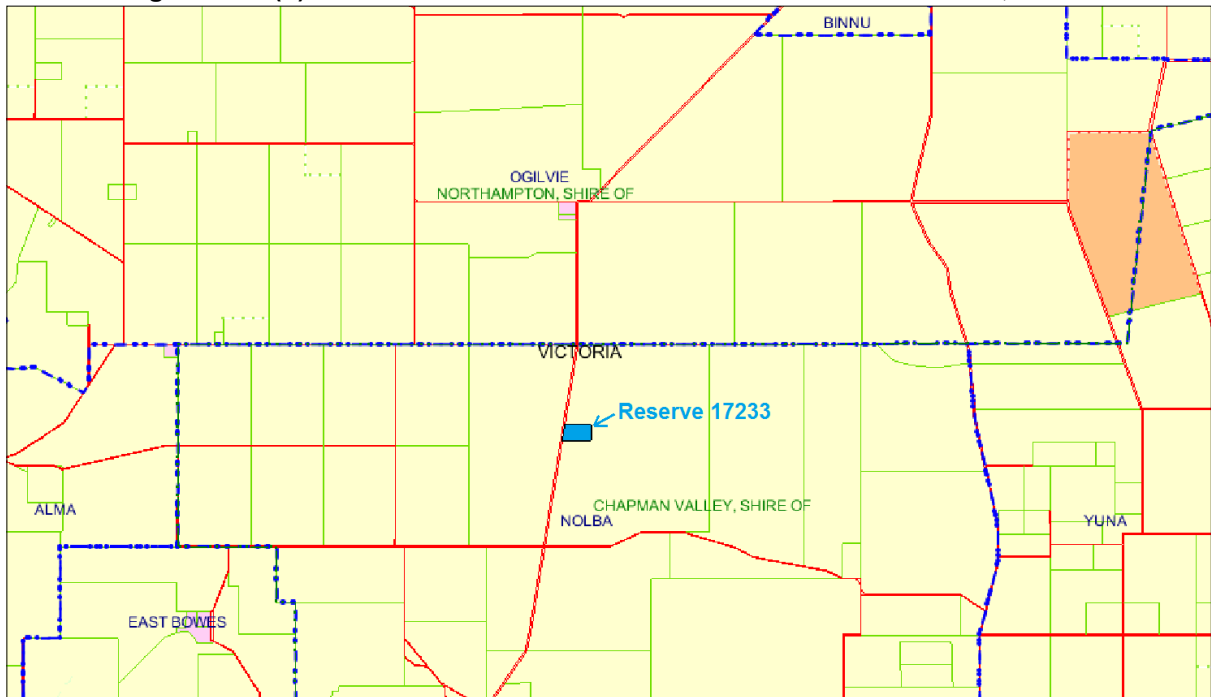 BINNU
OGILVIE
NORTHAMPTON, SHIRE OF
VICTORIA
Reserve 17233
CHAPMAN VALLEY, SHIRE OF
ALMA
NOLBA
YUNA
EAST BOWES